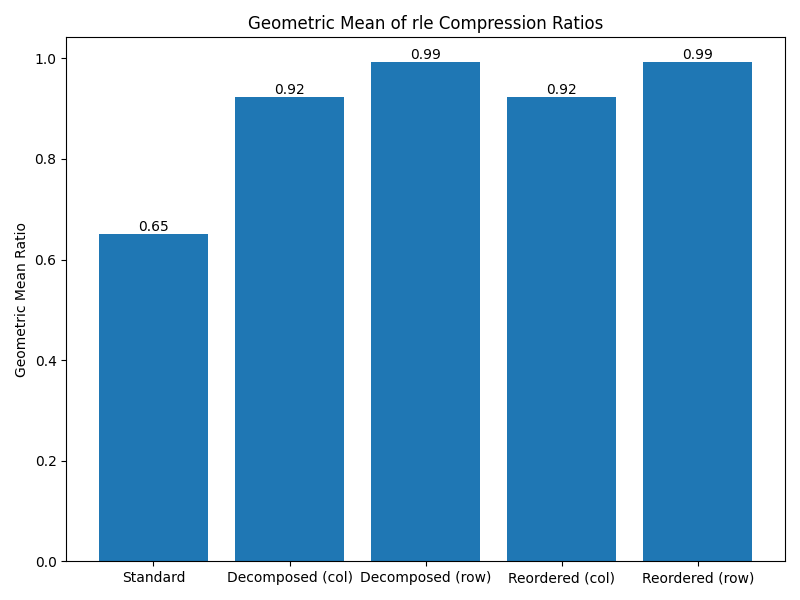 Geometric Mean of rle Compression Ratios
Geometric Mean Ratio
1.0
0.8
0.6
0.4
0.2
0.0
0.65
0.92
0.99
0.92
0.99
Standard
Decomposed (col)
Decomposed (row)
Reordered (col)
Reordered (row)